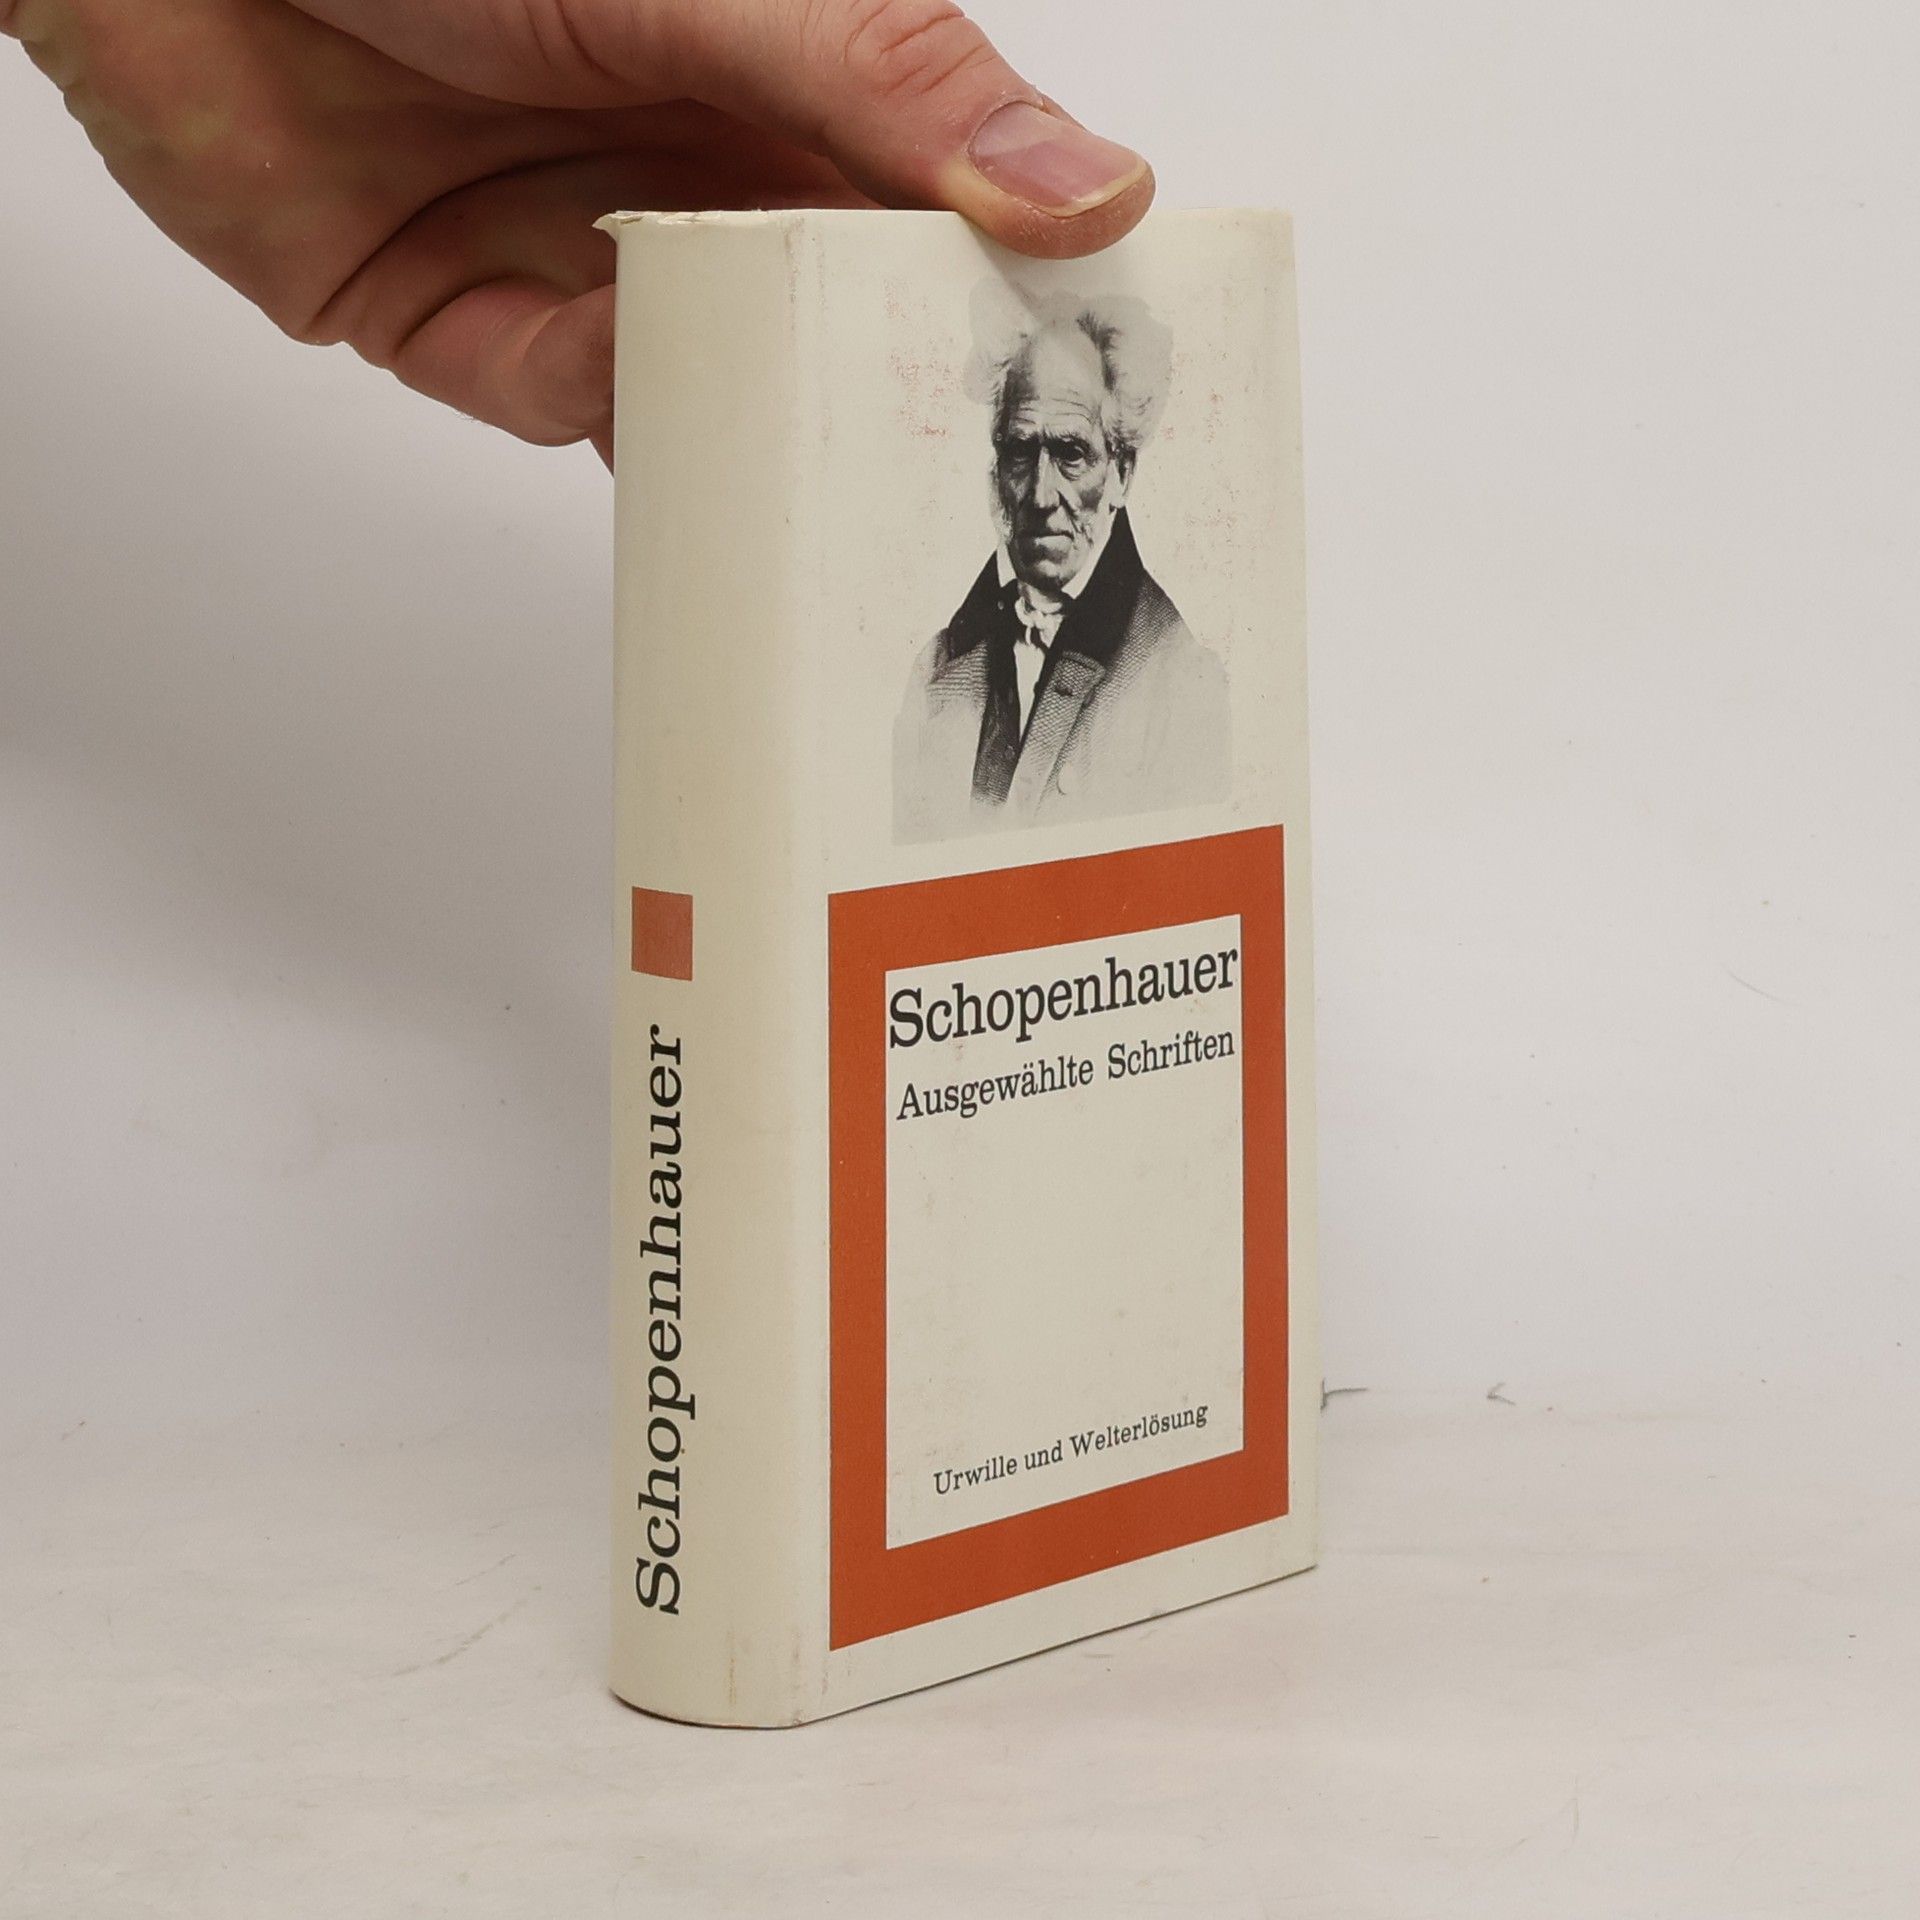 Schopenhauer
Schopenhauer
Ausgewählte Schriften
Urwille und Welterlösung